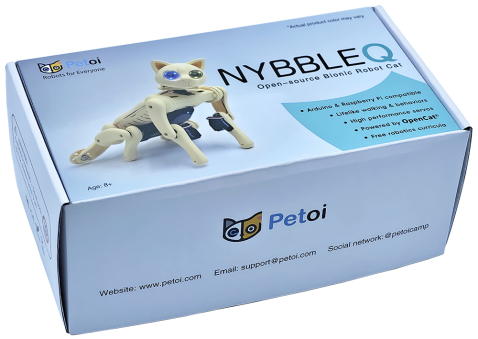 *Actual product color may vary
Petoi
Robots for Everyone
NYBBLE Q
Open-source Bionic Robot Cat
• Arduino & Raspberry Pi compatible
• Lifelike walking & behaviors
• High performance servos
• Powered by OpenCat®
• Free robotics curricula
Age: 8+
Petoi
Website: www.petoi.com Email: support@petoi.com Social network: @petoicamp